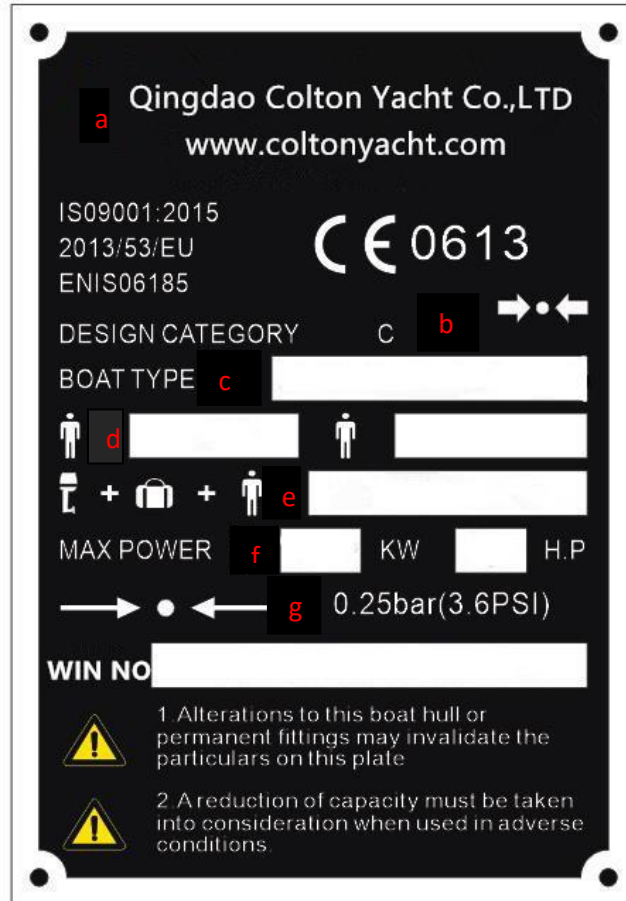 Qingdao Colton Yacht Co.,LTD
a
www.coltonyacht.com
IS09001:2015
2013/53/EU
CE 0613
ENIS06185
DESIGN CATEGORY C b
BOAT TYPE c
d
+ + e
MAX POWER f KW H.P
g 0.25bar(3.6PSI)
WIN NO
1.Alterations to this boat hull or
permanent fittings may invalidate the
particulars on this plate
2.A reduction of capacity must be taken
into consideration when used in adverse
conditions.